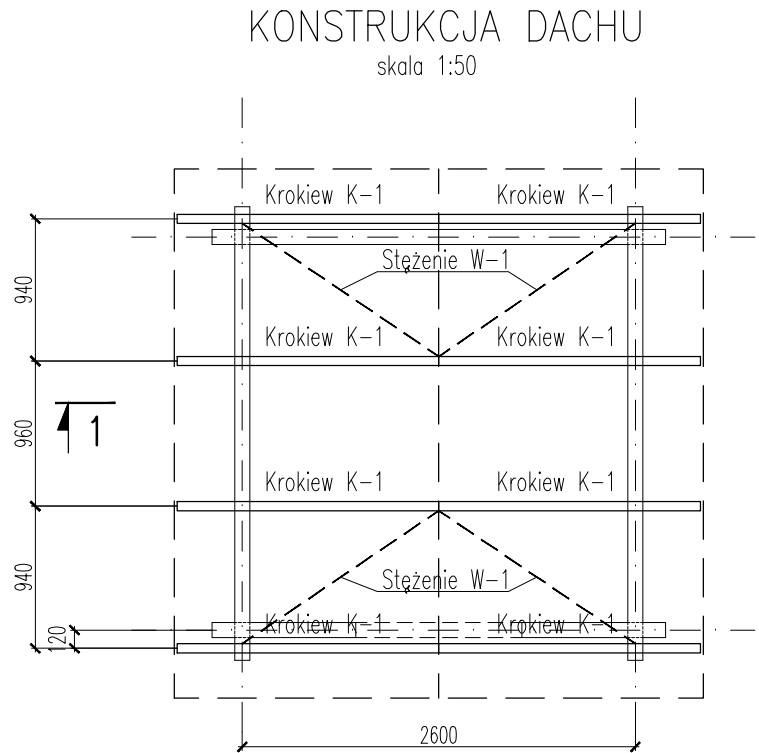 KONSTRUKCJA DACHU
skala 1:50
Krokiew K-1 Krokiew K-1
Stężenie W-1
940
Krokiew K-1 Krokiew K-1
960
1
Krokiew K-1 Krokiew K-1
940
Stężenie W-1
120
Krokiew K-1 Krokiew K-1
2600